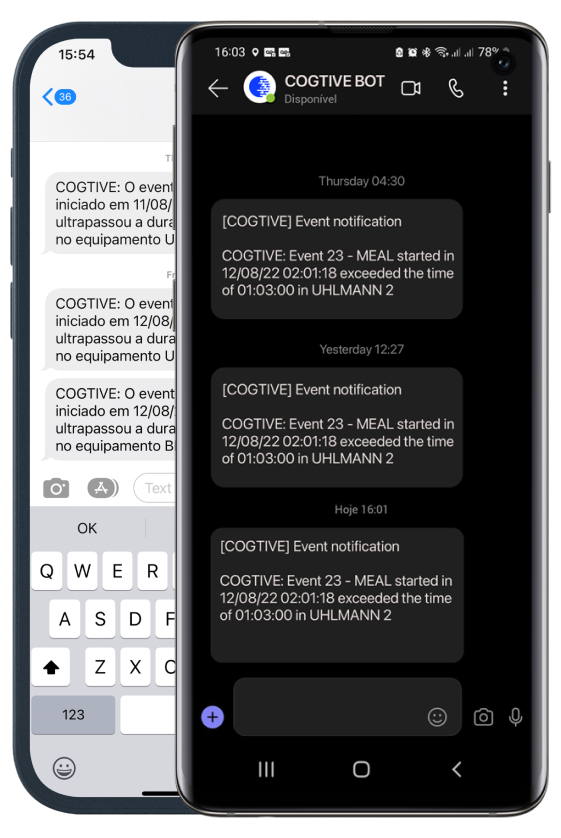 15:54
36
Th
COGTIVE: O event
iniciado em 11/08/
ultrapassou a dura
no equipamento U
Fr
COGTIVE: O event
iniciado em 12/08/
ultrapassou a dura
no equipamento U
COGTIVE: O event
iniciado em 12/08/
ultrapassou a dura
no equipamento B
Text
OK
Q W E R
A S D F
Z X C
123
16:03
78%
COGTIVE BOT
Disponível
Thursday 04:30
[COGTIVE] Event notification
COGTIVE: Event 23 - MEAL started in
12/08/22 02:01:18 exceeded the time
of 01:03:00 in UHLMANN 2
Yesterday 12:27
[COGTIVE] Event notification
COGTIVE: Event 23 - MEAL started in
12/08/22 02:01:18 exceeded the time
of 01:03:00 in UHLMANN 2
Hoje 16:01
[COGTIVE] Event notification
COGTIVE: Event 23 - MEAL started in
12/08/22 02:01:18 exceeded the time
of 01:03:00 in UHLMANN 2